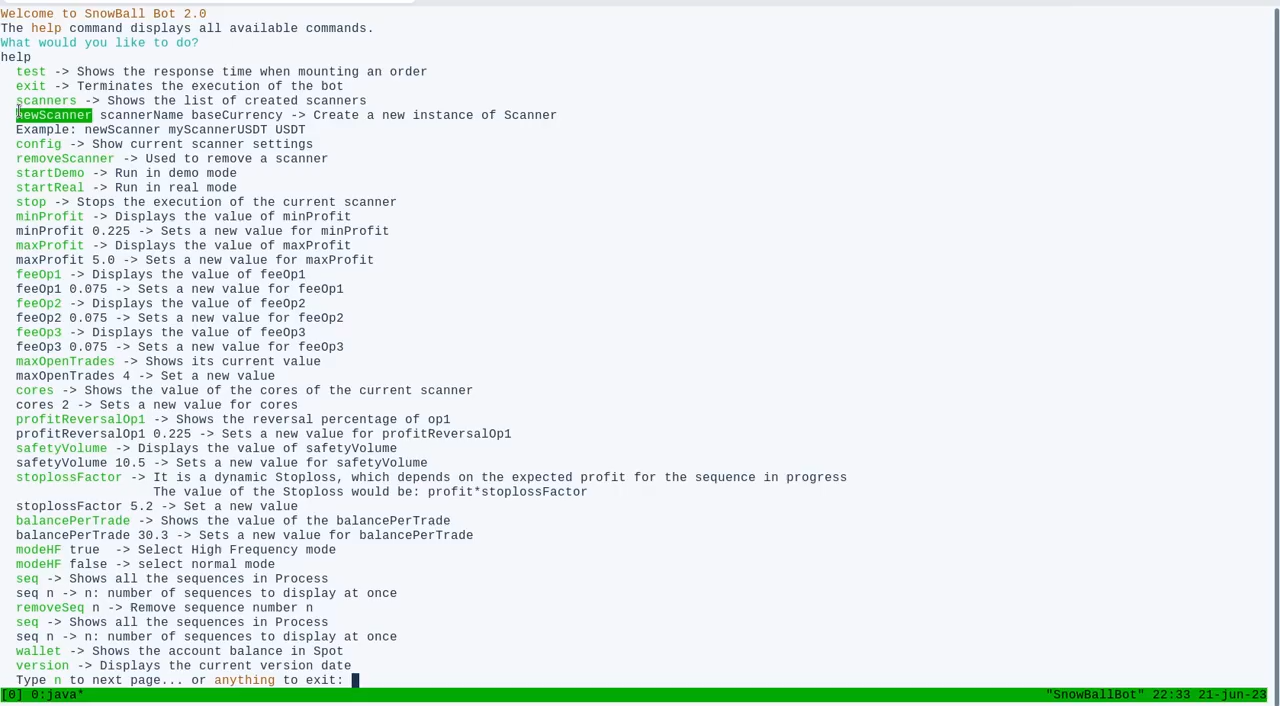 Welcome to SnowBall Bot 2.0
The help command displays all available commands.
What would you like to do?
help
test -> Shows the response time when mounting an order
exit -> Terminates the execution of the bot
scanners -> Shows the list of created scanners
newScanner scannerName baseCurrency -> Create a new instance of Scanner
Example: newScanner myScannerUSDT USDT
config -> Show current scanner settings
removeScanner -> Used to remove a scanner
startDemo -> Run in demo mode
startReal -> Run in real mode
stop -> Stops the execution of the current scanner
minProfit -> Displays the value of minProfit
minProfit 0.225 -> Sets a new value for minProfit
maxProfit -> Displays the value of maxProfit
maxProfit 5.0 -> Sets a new value for maxProfit
feeOp1 -> Displays the value of feeOp1
feeOp1 0.075 -> Sets a new value for feeOp1
feeOp2 -> Displays the value of feeOp2
feeOp2 0.075 -> Sets a new value for feeOp2
feeOp3 -> Displays the value of feeOp3
feeOp3 0.075 -> Sets a new value for feeOp3
maxOpenTrades -> Shows its current value
maxOpenTrades 4 -> Set a new value
cores -> Shows the value of the cores of the current scanner
cores 2 -> Sets a new value for cores
profitReversalOp1 -> Shows the reversal percentage of op1
profitReversalOp1 0.225 -> Sets a new value for profitReversalOp1
safetyVolume -> Displays the value of safetyVolume
safetyVolume 10.5 -> Sets a new value for safetyVolume
stoplossFactor -> It is a dynamic Stoploss, which depends on the expected profit for the sequence in progress
The value of the Stoploss would be: profit*stoplossFactor
stoplossFactor 5.2 -> Set a new value
balancePerTrade -> Shows the value of the balancePerTrade
balancePerTrade 30.3 -> Sets a new value for balancePerTrade
modeHF true  -> Select High Frequency mode
modeHF false -> select normal mode
seq -> Shows all the sequences in Process
seq n -> n: number of sequences to display at once
removeSeq n -> Remove sequence number n
seq -> Shows all the sequences in Process
seq n -> n: number of sequences to display at once
wallet -> Shows the account balance in Spot
version -> Displays the current version date
Type n to next page... or anything to exit:
[0] 0:java* "SnowBallBot" 22:33 21-jun-23